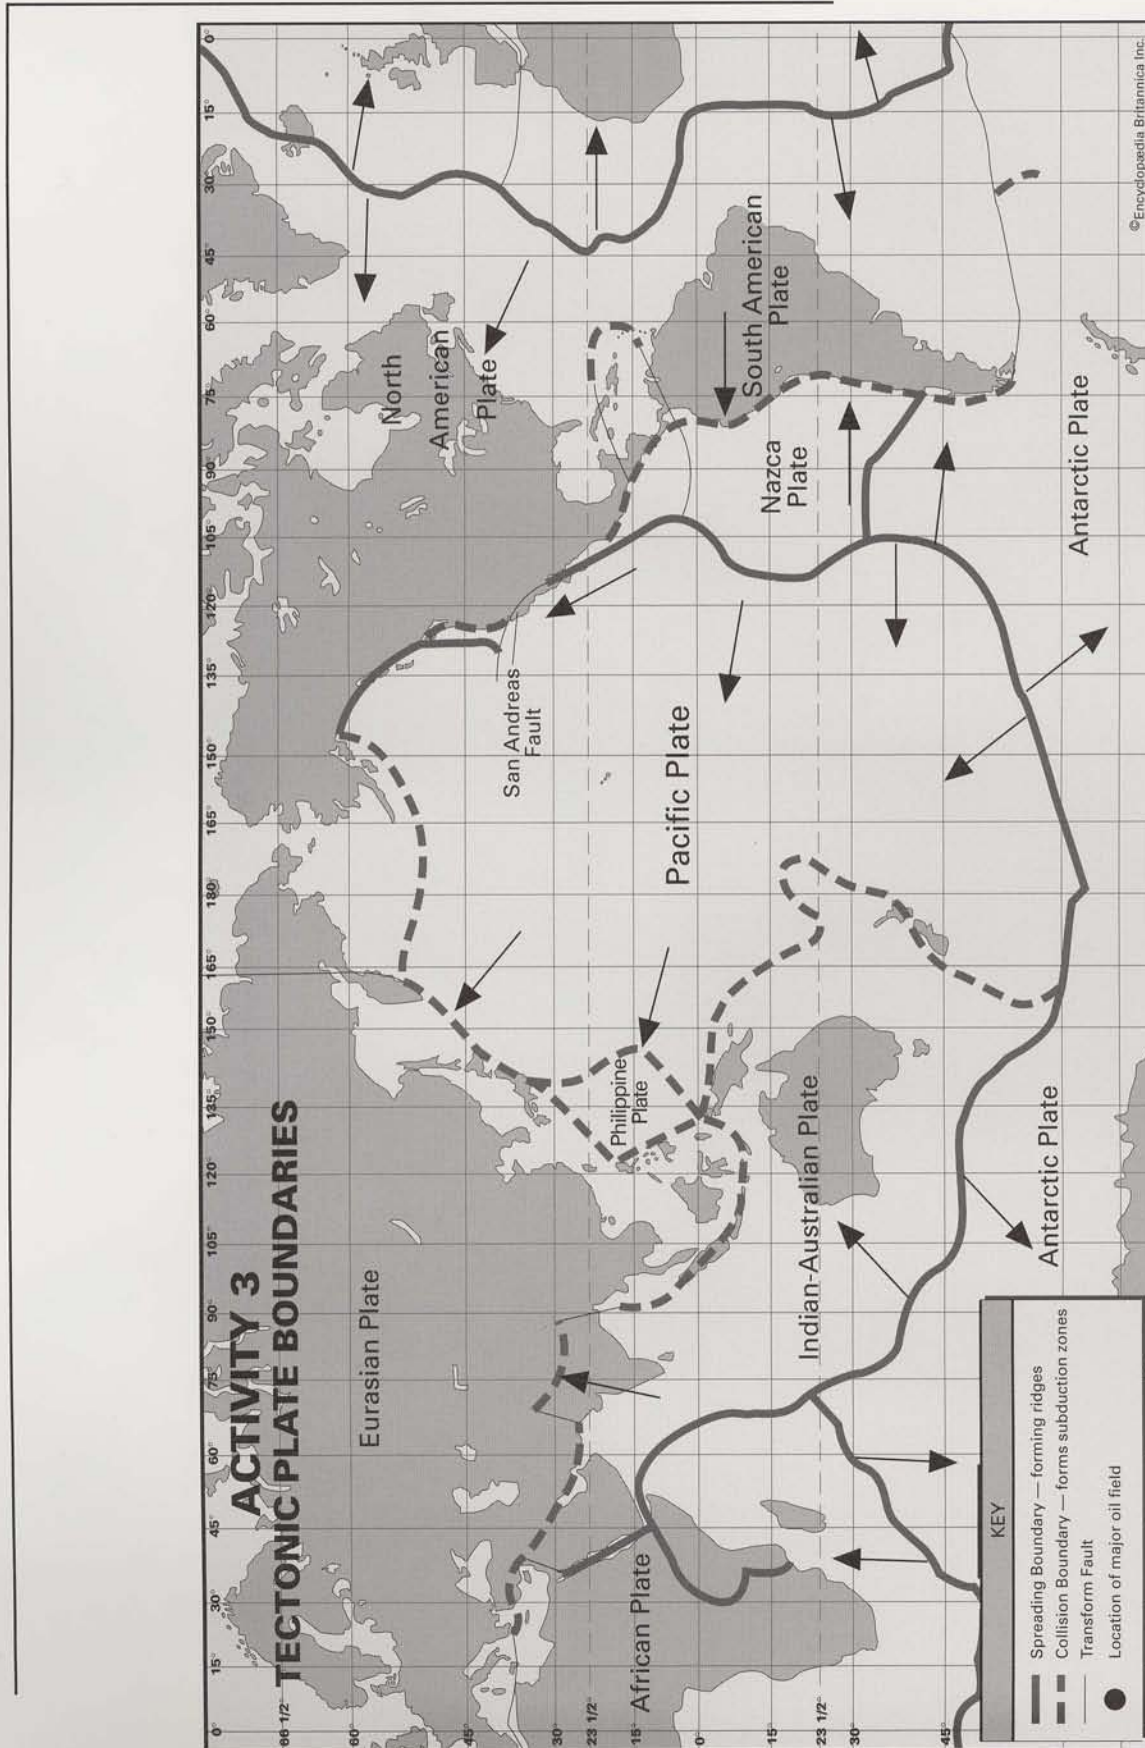 ACTIVITY 3
TECTONIC PLATE BOUNDARIES
0°
15°
30°
45°
60°
75°
90°
105°
120°
135°
150°
165°
180°
165°
150°
135°
120°
105°
90°
75°
60°
45°
30°
15°
0°
66 1/2°
60°
45°
30°
23 1/2°
15°
0°
15°
23 1/2°
30°
45°
Eurasian Plate
North
American
Plate
San Andreas
Fault
African Plate
Philippine
Plate
Pacific Plate
Nazca
Plate
South American
Plate
Indian-Australian Plate
Antarctic Plate
Antarctic Plate
KEY
Spreading Boundary — forming ridges
Collision Boundary — forms subduction zones
Transform Fault
Location of major oil field
©Encyclopædia Britannica Inc.